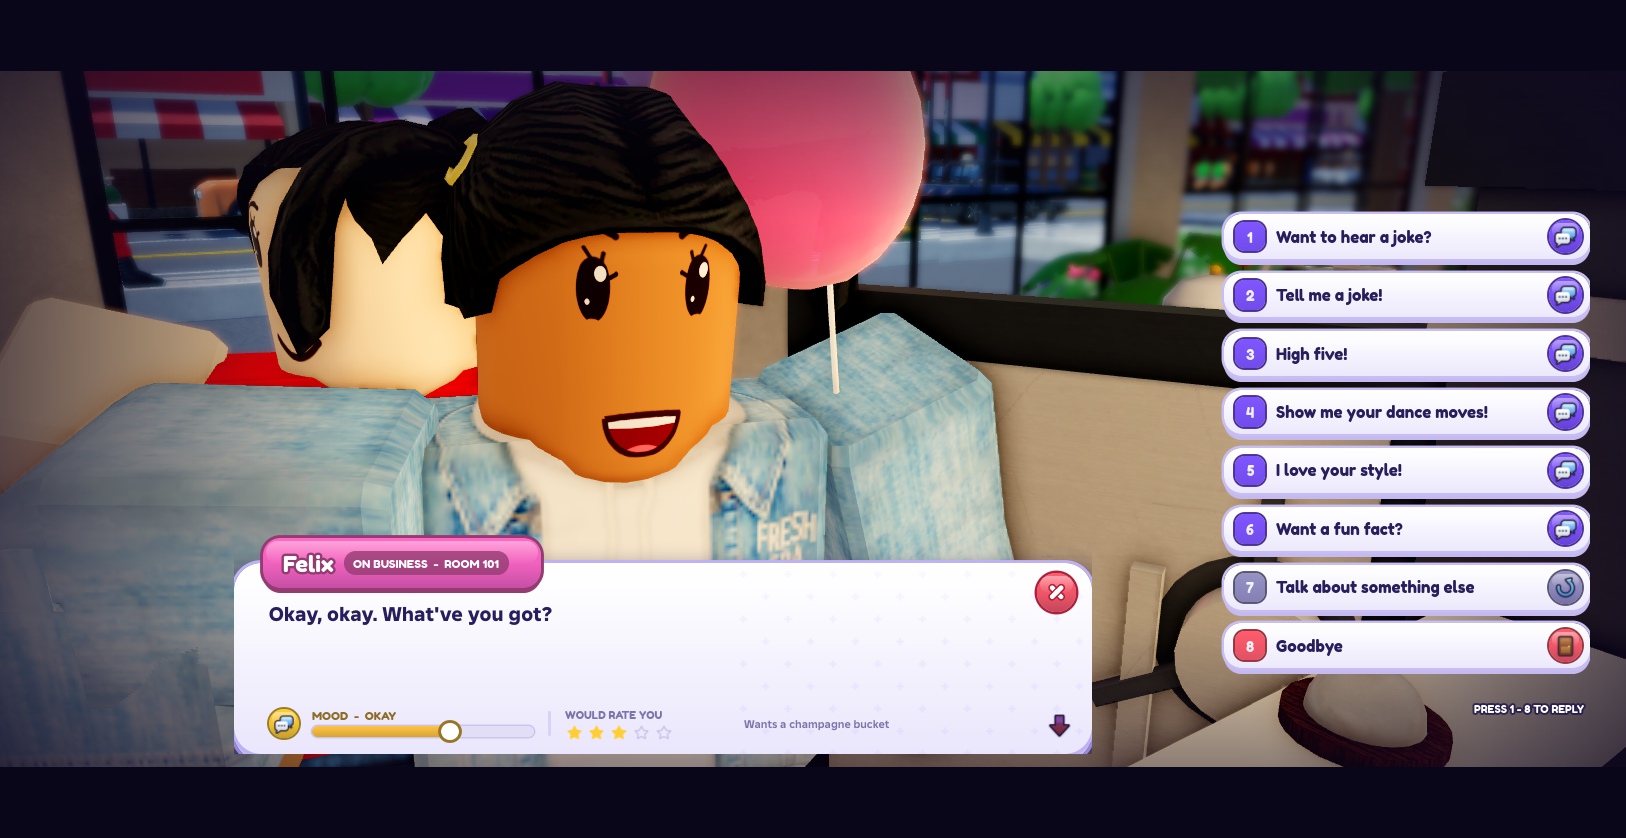 Felix
ON BUSINESS - ROOM 101
Okay, okay. What've you got?
MOOD - OKAY
WOULD RATE YOU
Wants a champagne bucket
1 Want to hear a joke?
2 Tell me a joke!
3 High five!
4 Show me your dance moves!
5 I love your style!
6 Want a fun fact?
7 Talk about something else
8 Goodbye
PRESS 1 - 8 TO REPLY
FRESH